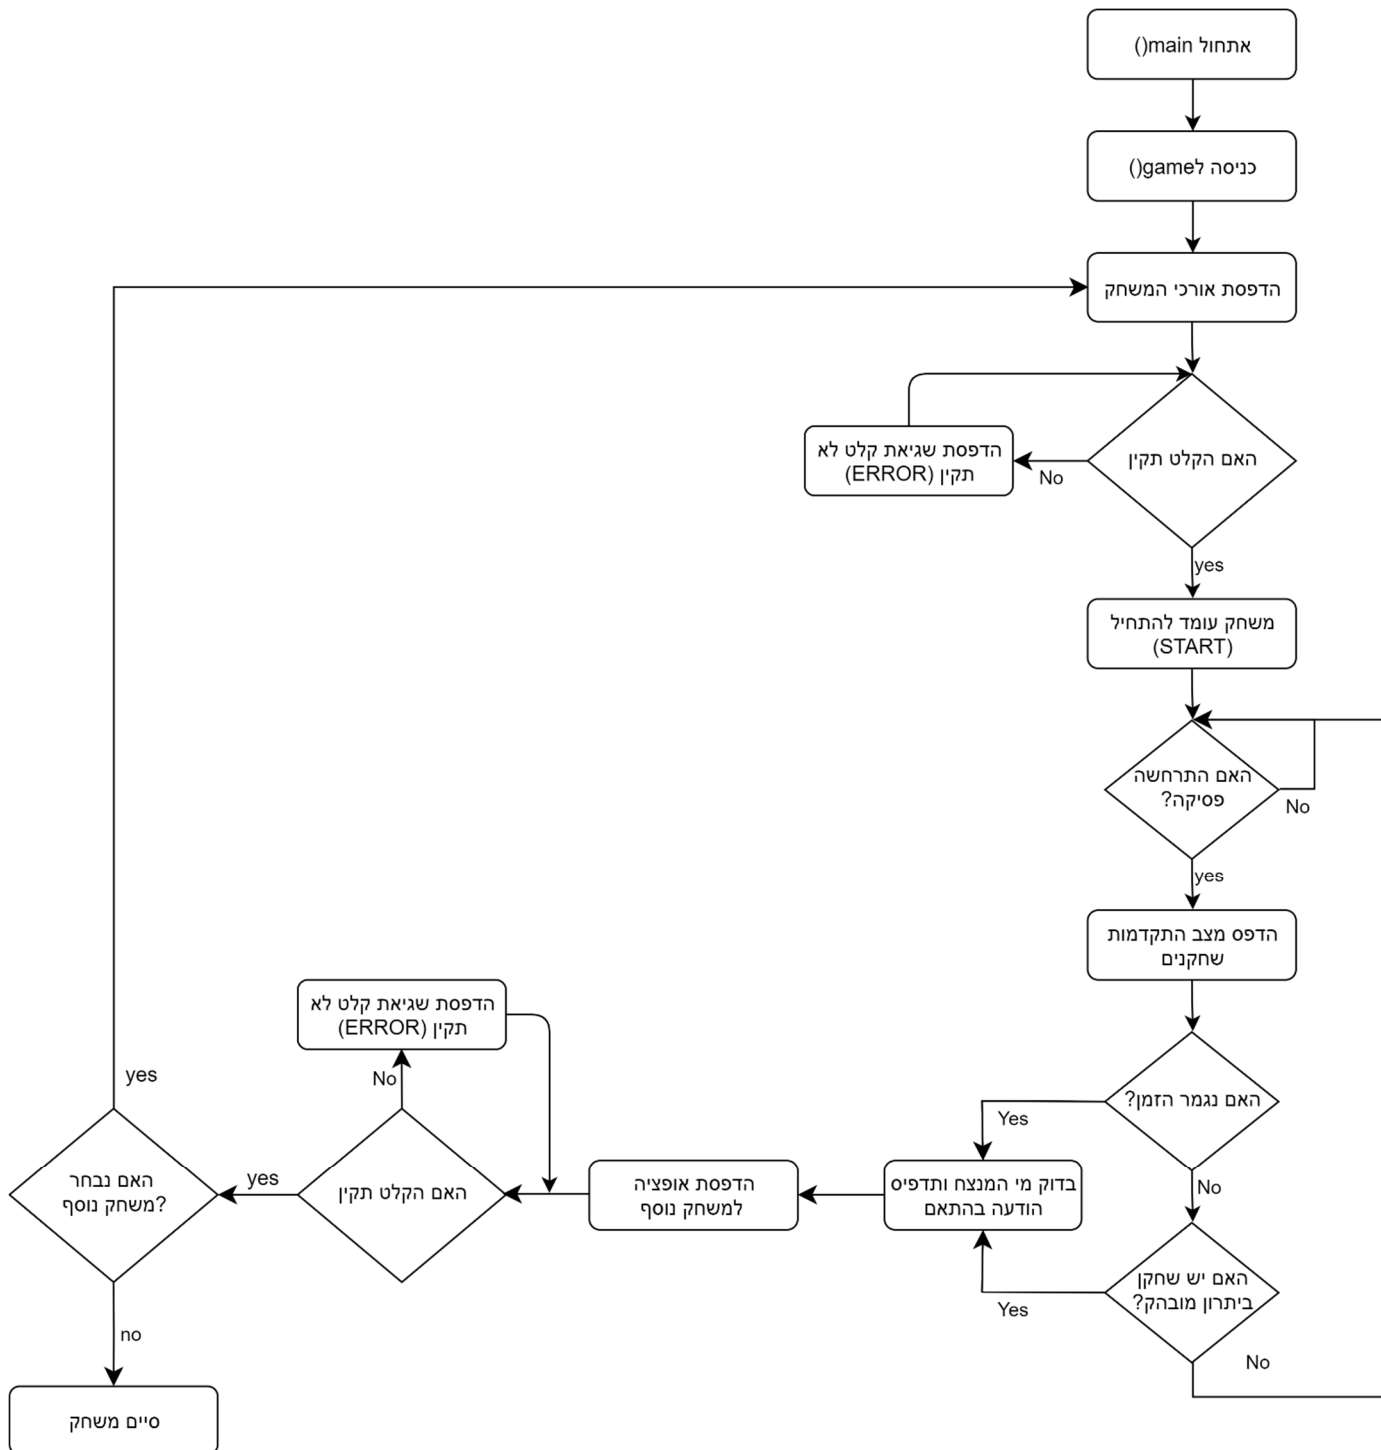 אתחול main()
כניסה לgame()
הדפסת אורכי המשחק
האם הקלט תקין
No
הדפסת שגיאת קלט לא
תקין (ERROR)
yes
משחק עומד להתחיל
(START)
האם התרחשה
פסיקה?
No
yes
הדפס מצב התקדמות
שחקנים
האם נגמר הזמן?
Yes
No
האם יש שחקן
ביתרון מובהק?
Yes
No
בדוק מי המנצח ותדפיס
הודעה בהתאם
הדפסת אופציה
למשחק נוסף
האם הקלט תקין
No
הדפסת שגיאת קלט לא
תקין (ERROR)
yes
האם נבחר
משחק נוסף?
yes
no
סיים משחק